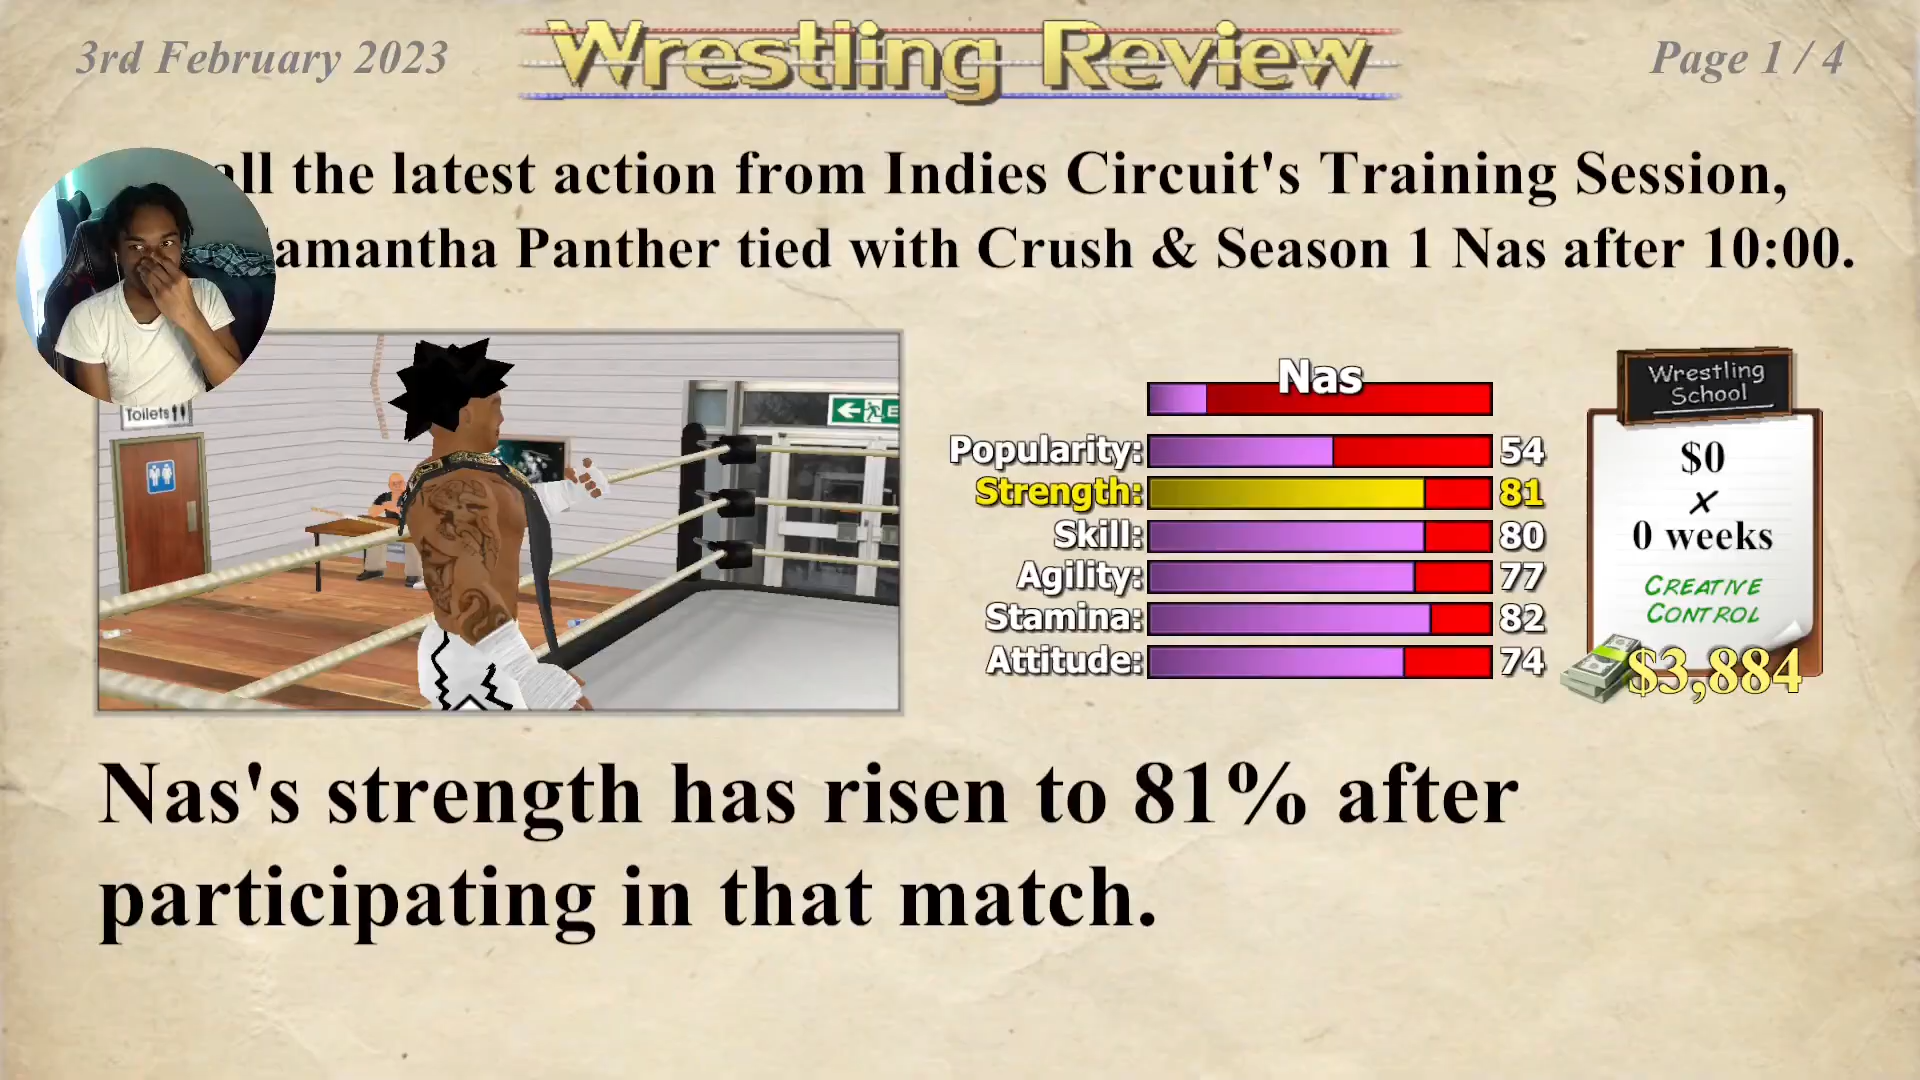 3rd February 2023
Wrestling Review
Page 1 / 4
all the latest action from Indies Circuit's Training Session,
Samantha Panther tied with Crush & Season 1 Nas after 10:00.
Toilets
Nas
Popularity: 54
Strength: 81
Skill: 80
Agility: 77
Stamina: 82
Attitude: 74
Wrestling
School
$0
x
0 weeks
CREATIVE
CONTROL
$3,884
Nas's strength has risen to 81% after
participating in that match.